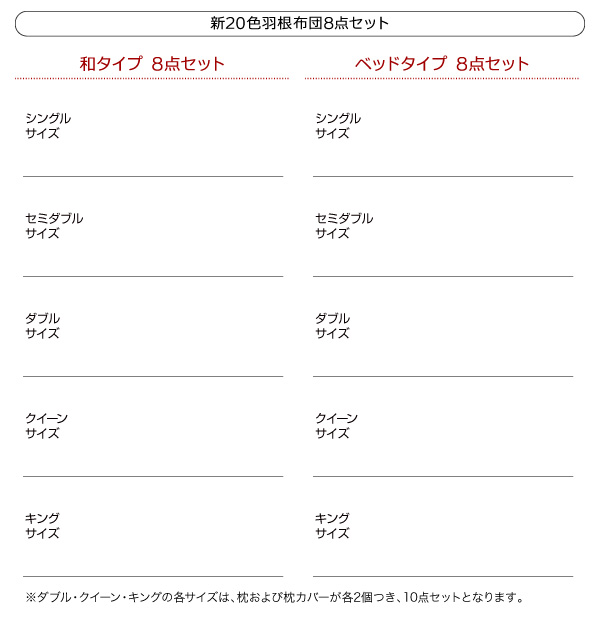 新20色羽根布団8点セット
和タイプ 8点セット
シングル
サイズ
セミダブル
サイズ
ダブル
サイズ
クイーン
サイズ
キング
サイズ
ベッドタイプ 8点セット
シングル
サイズ
セミダブル
サイズ
ダブル
サイズ
クイーン
サイズ
キング
サイズ
※ダブル・クイーン・キングの各サイズは、枕および枕カバーが各2個つき、10点セットとなります。